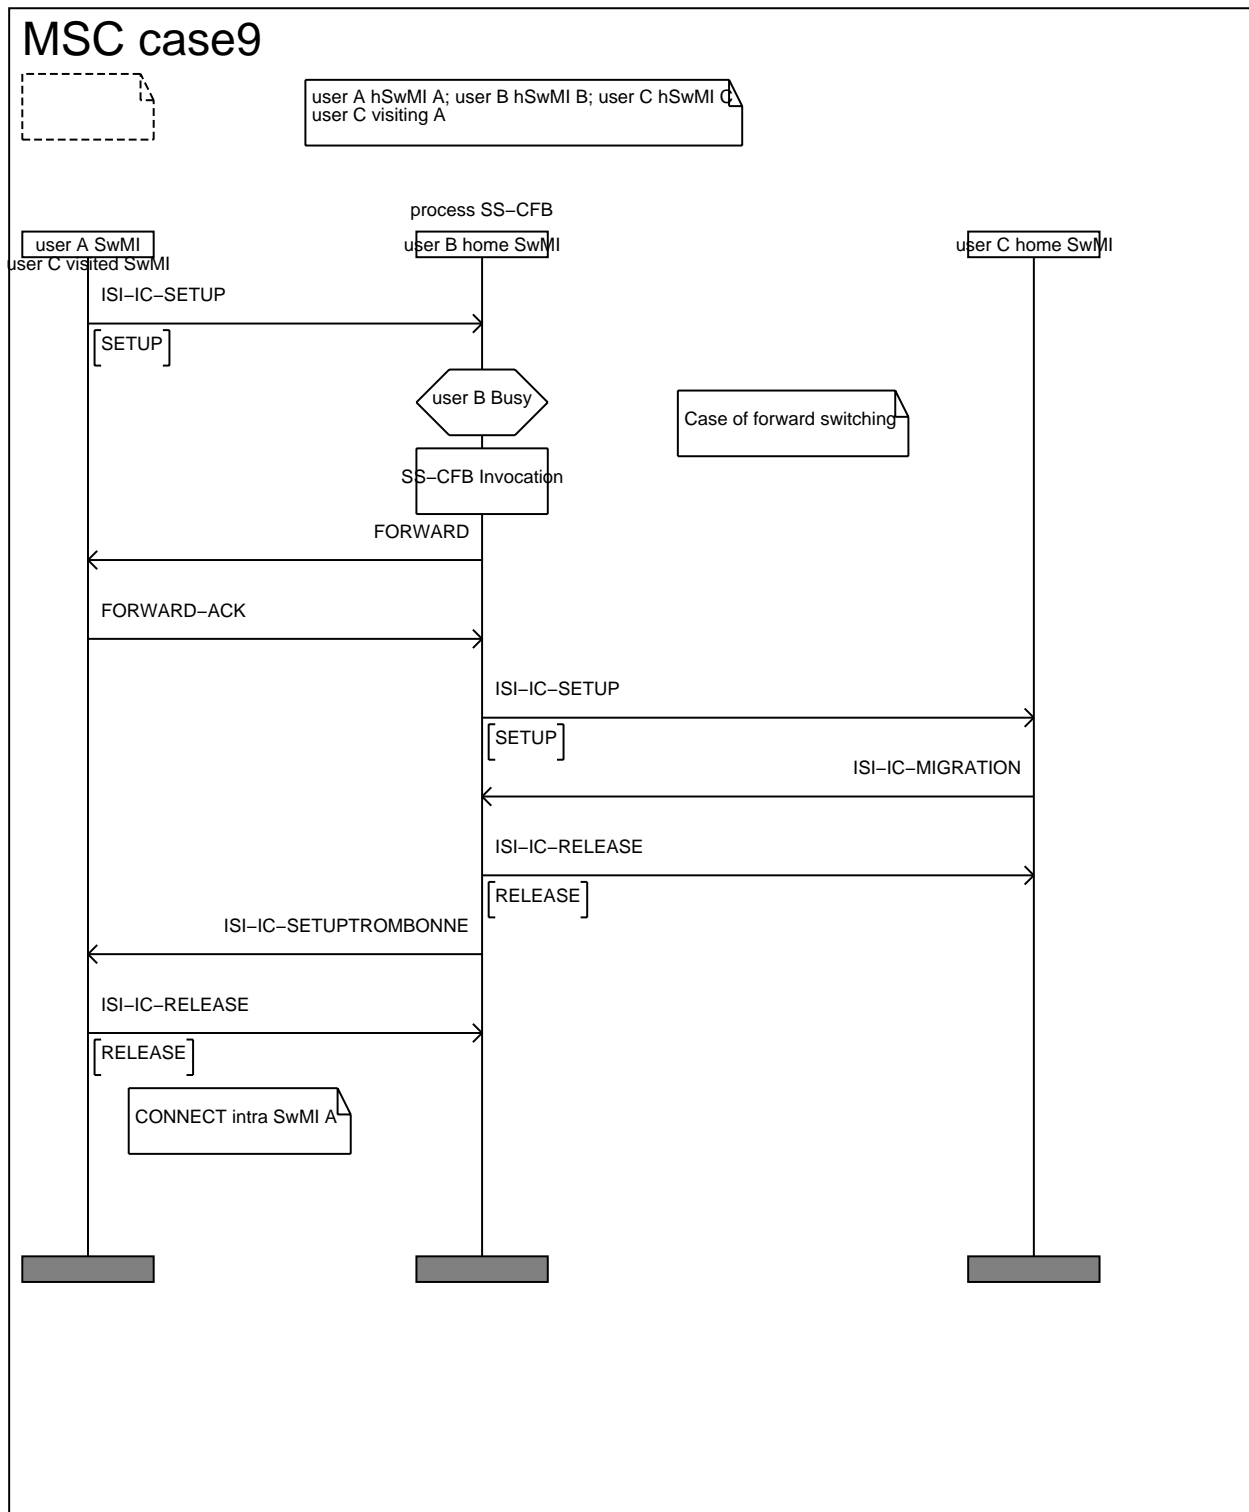 MSC case9
user A hSwMI A; user B hSwMI B; user C hSwMI C
user C visiting A
process SS−CFB
user A SwMI
user B home SwMI
user C home SwMI
user C visited SwMI
ISI−IC−SETUP
SETUP
user B Busy
Case of forward switching
SS−CFB Invocation
FORWARD
FORWARD−ACK
ISI−IC−SETUP
SETUP
ISI−IC−MIGRATION
ISI−IC−RELEASE
RELEASE
ISI−IC−SETUPTROMBONNE
ISI−IC−RELEASE
RELEASE
CONNECT intra SwMI A